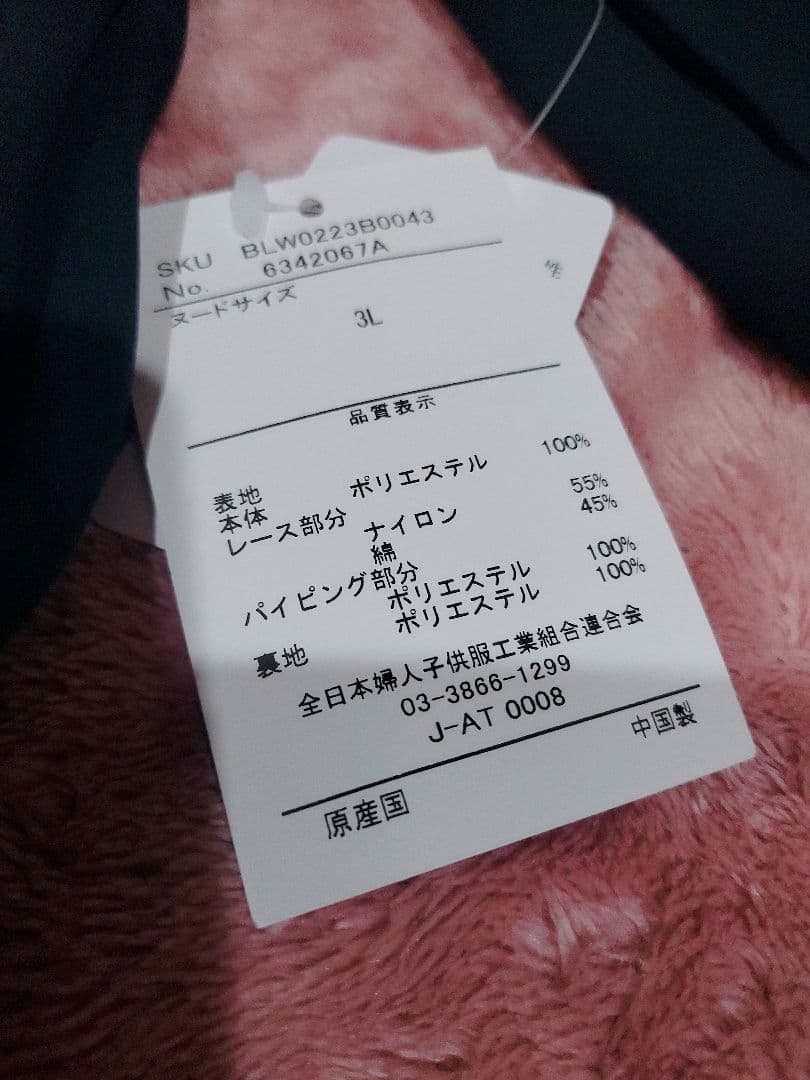 SKU BLW0223B0043
No. 6342067A
ヌードサイズ
3L
品質表示
表地
本体 ポリエステル 100%
レース部分 ナイロン 55%
綿 45%
パイピング部分
ポリエステル 100%
裏地 ポリエステル 100%
全日本婦人子供服工業組合連合会
03-3866-1299
J-AT 0008
原産国 中国製